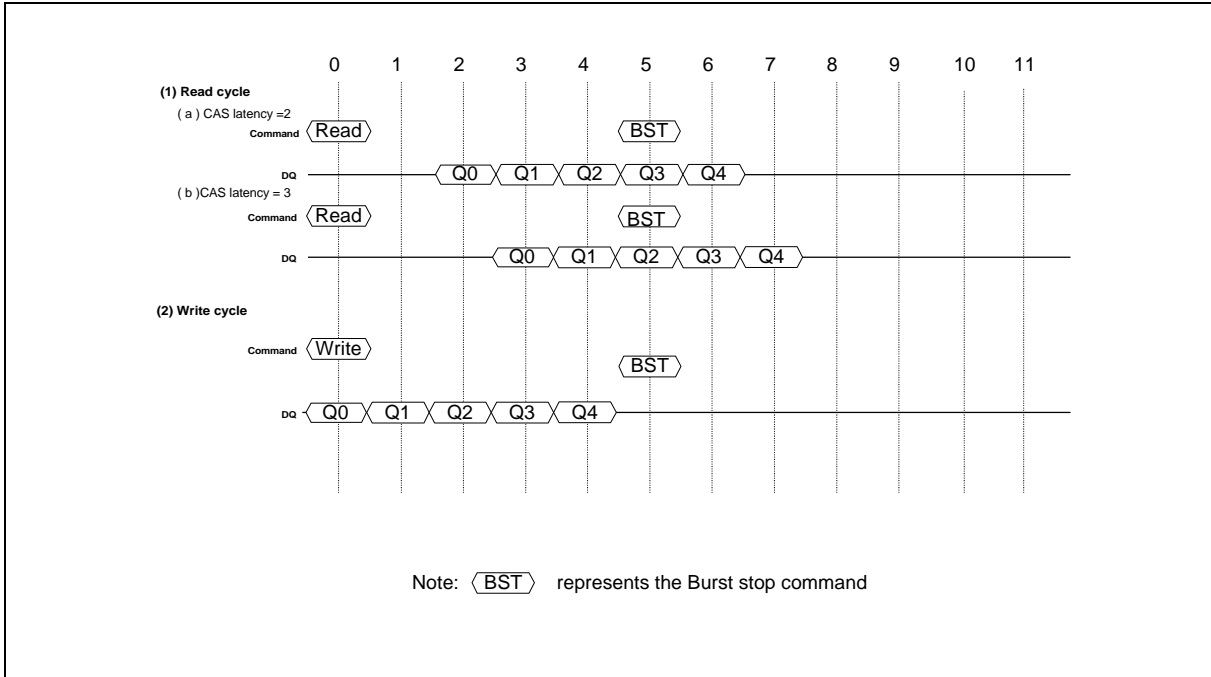 0 1 2 3 4 5 6 7 8 9 10 11
(1) Read cycle
( a ) CAS latency =2
Command Read BST
DQ Q0 Q1 Q2 Q3 Q4
( b )CAS latency = 3
Command Read BST
DQ Q0 Q1 Q2 Q3 Q4
(2) Write cycle
Command Write BST
DQ Q0 Q1 Q2 Q3 Q4
Note: BST represents the Burst stop command